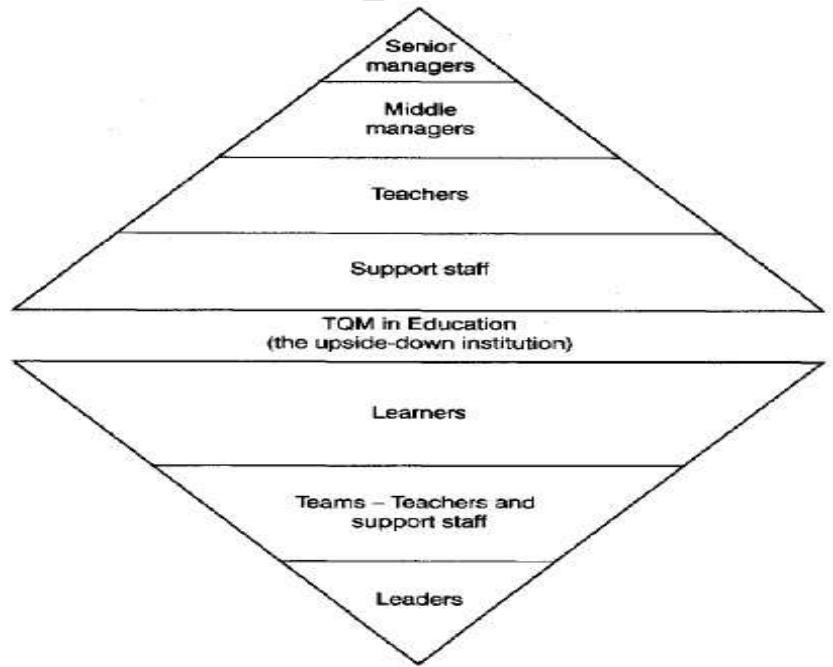 Senior
managers
Middle
managers
Teachers
Support staff
TQM in Education
(the upside-down institution)
Learners
Teams – Teachers and
support staff
Leaders